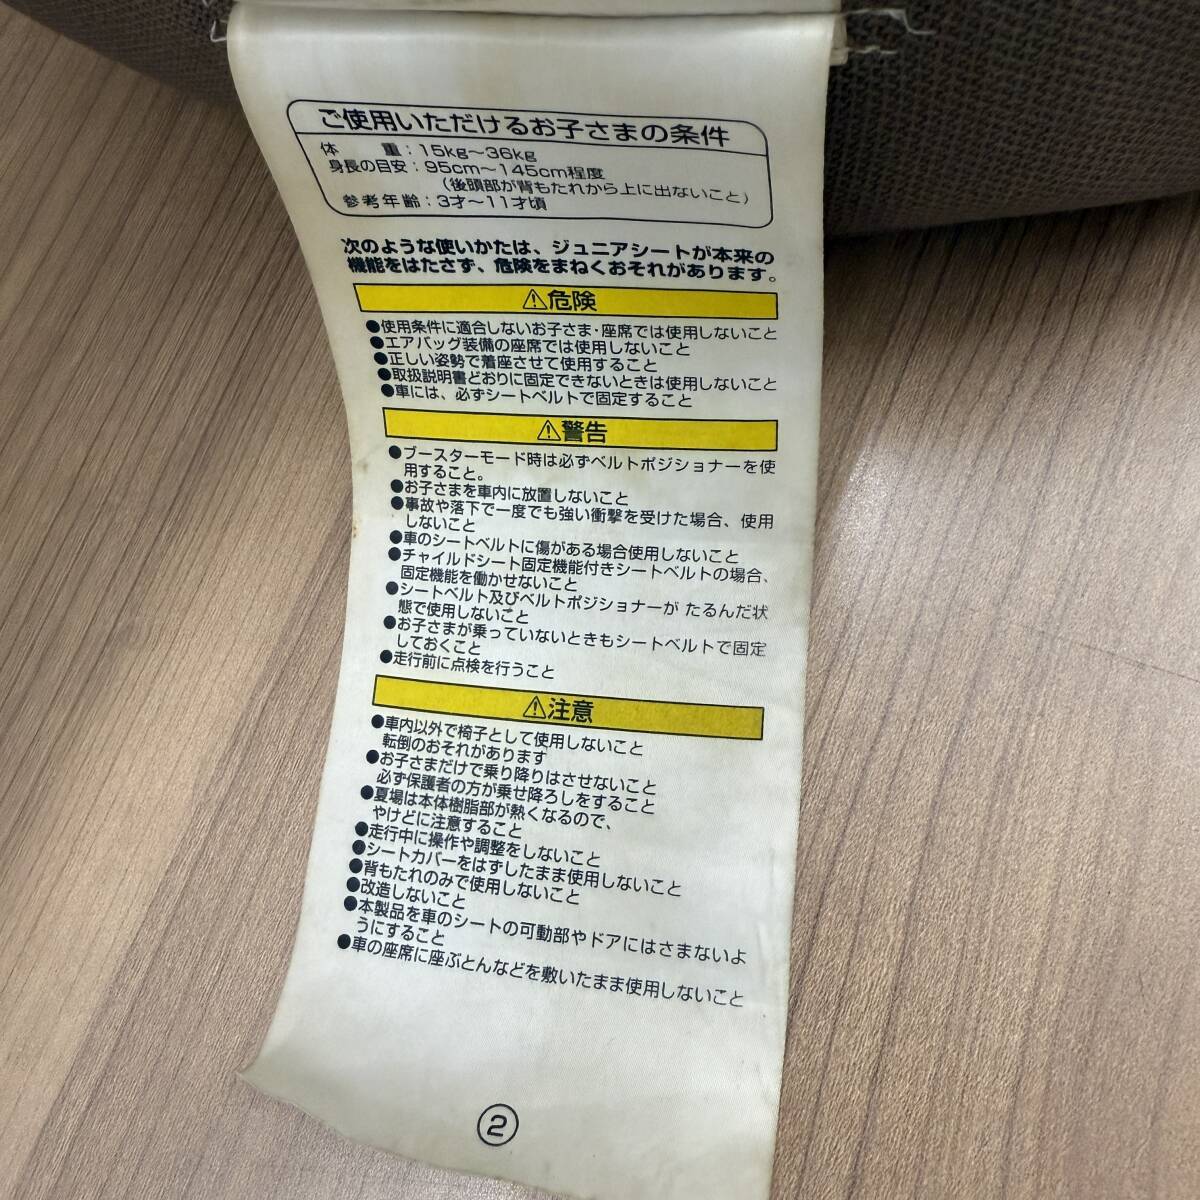 ご使用いただけるお子さまの条件
体　重：15kg～36kg
身長の目安：95cm～145cm程度
（後頭部が背もたれから上に出ないこと）
参考年齢：3才～11才頃
次のような使いかたは、ジュニアシートが本来の
機能をはたさず、危険をまねくおそれがあります。
⚠危険
●使用条件に適合しないお子さま・座席では使用しないこと
●エアバッグ装備の座席では使用しないこと
●正しい姿勢で着座させて使用すること
●取扱説明書どおりに固定できないときは使用しないこと
●車には、必ずシートベルトで固定すること
⚠警告
●ブースターモード時は必ずベルトポジショナーを使
用すること。
●お子さまを車内に放置しないこと
●事故や落下で一度でも強い衝撃を受けた場合、使用
しないこと
●車のシートベルトに傷がある場合使用しないこと
●チャイルドシート固定機能付きシートベルトの場合、
固定機能を働かせないこと
●シートベルト及びベルトポジショナーが たるんだ状
態で使用しないこと
●お子さまが乗っていないときもシートベルトで固定
しておくこと
●走行前に点検を行うこと
⚠注意
●車内以外で椅子として使用しないこと
転倒のおそれがあります
●お子さまだけで乗り降りはさせないこと
必ず保護者の方が乗せ降ろしをすること
●夏場は本体樹脂部が熱くなるので、
やけどに注意すること
●走行中に操作や調整をしないこと
●シートカバーをはずしたまま使用しないこと
●背もたれのみで使用しないこと
●改造しないこと
●本製品を車のシートの可動部やドアにはさまないよ
うにすること
●車の座席に座ぶとんなどを敷いたまま使用しないこと
②